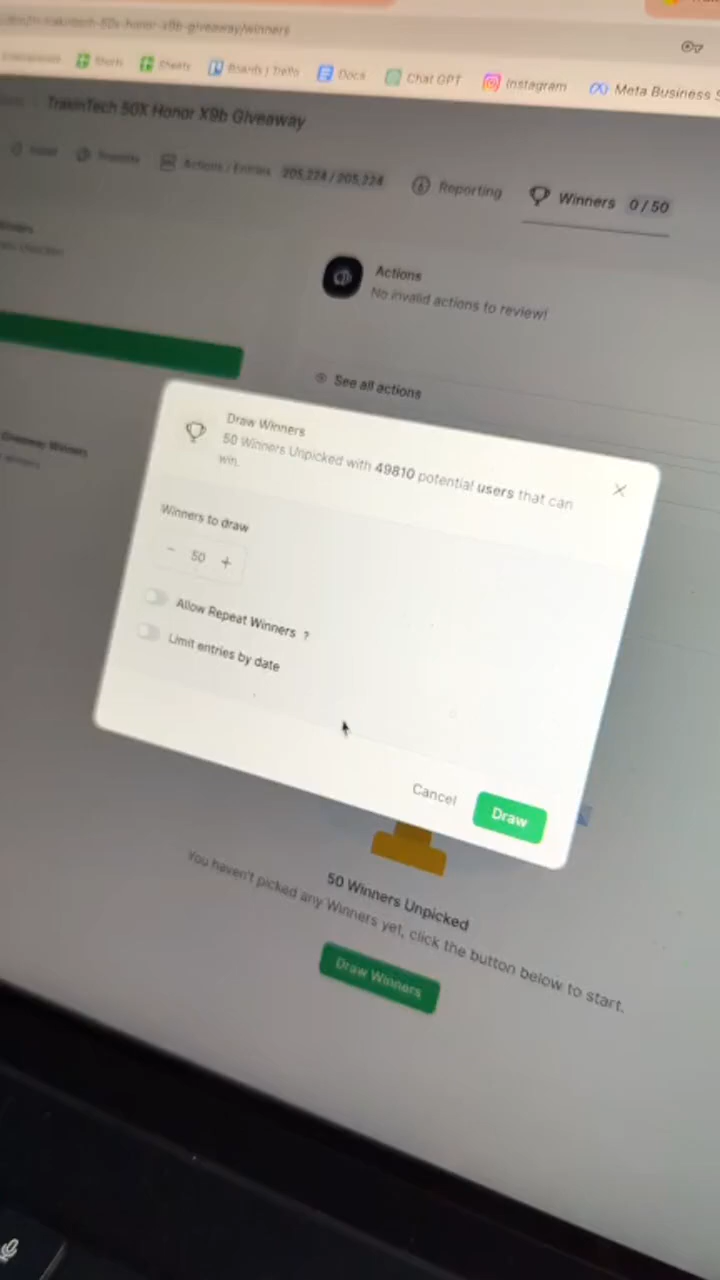 Sheets
Boards | Trello
Docs
Chat GPT
Instagram
Meta Business S
TrakinTech 50X Honor X9b Giveaway
Actions / Entries 205,224 / 205,224
Reporting
Winners 0 / 50
Actions
No invalid actions to review!
See all actions
Draw Winners
50 Winners Unpicked with 49810 potential users that can
win.
Winners to draw
− 50 +
Allow Repeat Winners ?
Limit entries by date
Cancel
Draw
50 Winners Unpicked
You haven't picked any Winners yet, click the button below to start.
Draw Winners